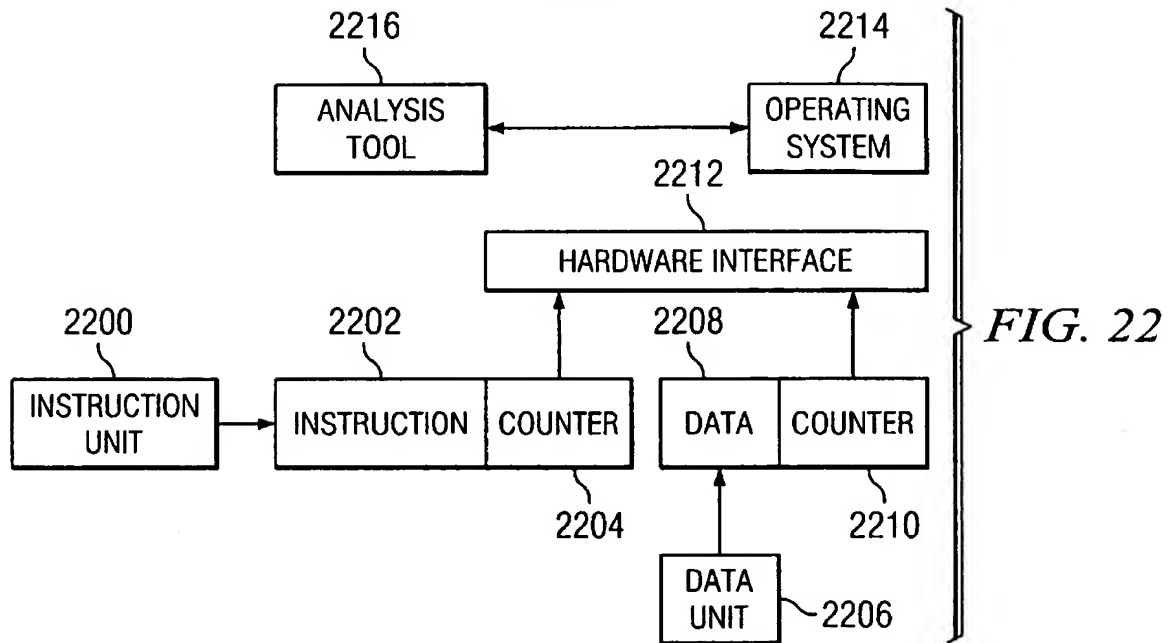 2216
2214
ANALYSIS
TOOL
OPERATING
SYSTEM
2212
HARDWARE INTERFACE
2200
2202
2208
INSTRUCTION
UNIT
INSTRUCTION
COUNTER
DATA
COUNTER
2204
2210
DATA
UNIT
2206
FIG. 22